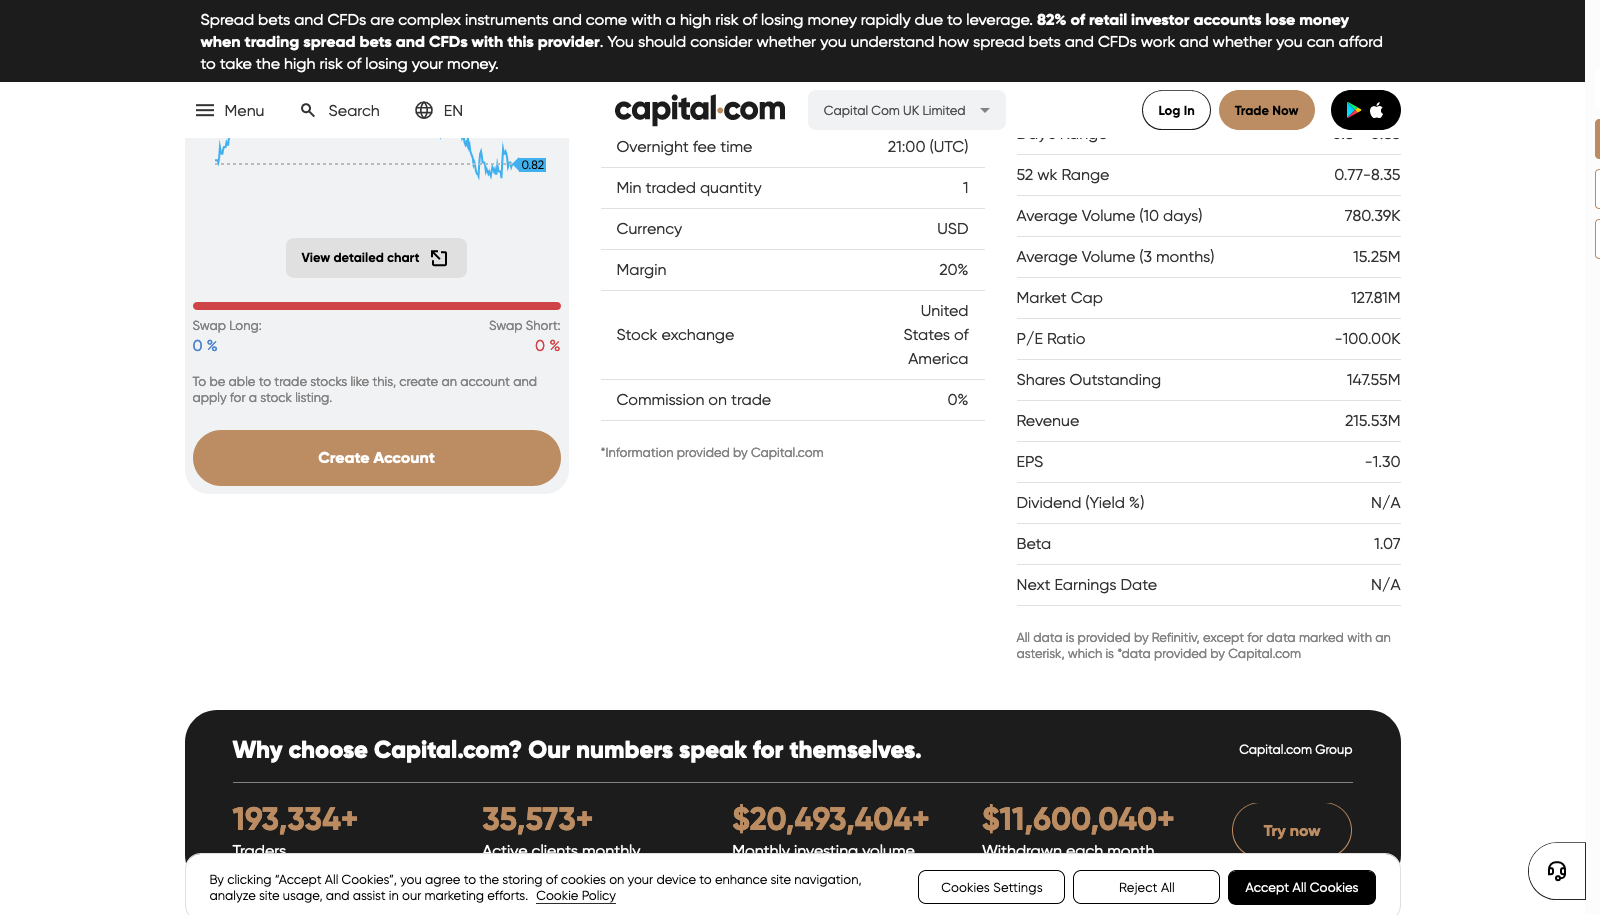 Spread bets and CFDs are complex instruments and come with a high risk of losing money rapidly due to leverage. 82% of retail investor accounts lose money
when trading spread bets and CFDs with this provider. You should consider whether you understand how spread bets and CFDs work and whether you can afford
to take the high risk of losing your money.
Menu
Search
EN
capital.com
Capital Com UK Limited
Log In
Trade Now
0.82
View detailed chart
Swap Long:
Swap Short:
0 %
0 %
To be able to trade stocks like this, create an account and
apply for a stock listing.
Create Account
Overnight fee time 21:00 (UTC)
Min traded quantity 1
Currency USD
Margin 20%
Stock exchange United
States of
America
Commission on trade 0%
*Information provided by Capital.com
52 wk Range 0.77-8.35
Average Volume (10 days) 780.39K
Average Volume (3 months) 15.25M
Market Cap 127.81M
P/E Ratio -100.00K
Shares Outstanding 147.55M
Revenue 215.53M
EPS -1.30
Dividend (Yield %) N/A
Beta 1.07
Next Earnings Date N/A
All data is provided by Refinitiv, except for data marked with an
asterisk, which is *data provided by Capital.com
Why choose Capital.com? Our numbers speak for themselves.
Capital.com Group
193,334+
35,573+
$20,493,404+
$11,600,040+
Try now
Traders
Active clients monthly
Monthly investing volume
Withdrawn each month
By clicking “Accept All Cookies”, you agree to the storing of cookies on your device to enhance site navigation,
analyze site usage, and assist in our marketing efforts. Cookie Policy
Cookies Settings
Reject All
Accept All Cookies